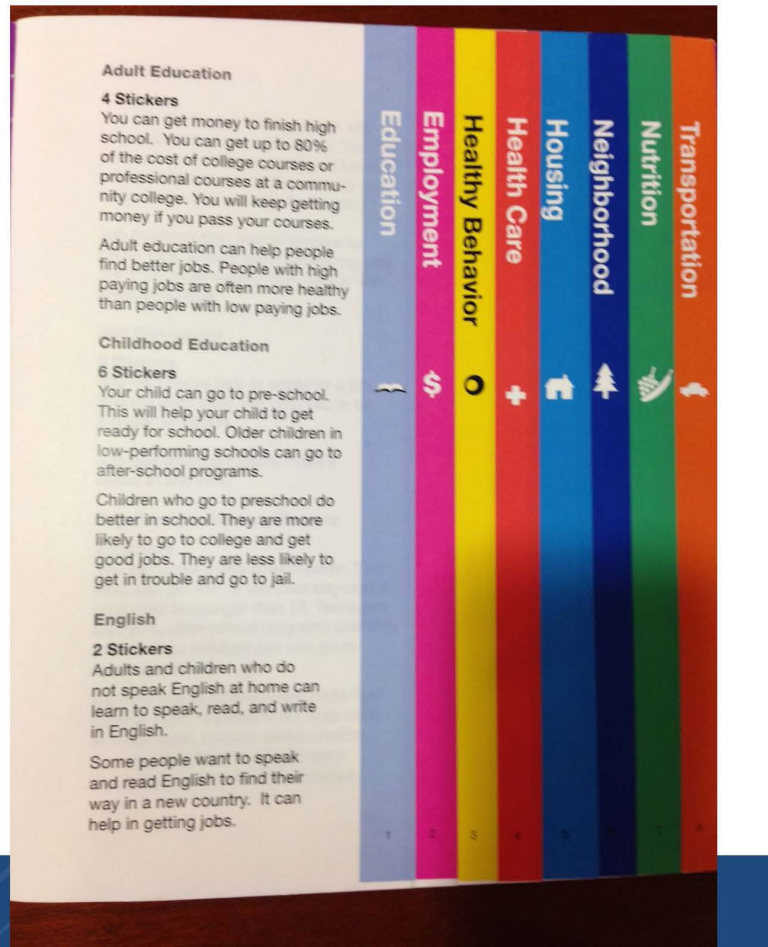 Adult Education
4 Stickers
You can get money to finish high
school. You can get up to 80%
of the cost of college courses or
professional courses at a commu-
nity college. You will keep getting
money if you pass your courses.
Adult education can help people
find better jobs. People with high
paying jobs are often more healthy
than people with low paying jobs.
Childhood Education
6 Stickers
Your child can go to pre-school.
This will help your child to get
ready for school. Older children in
low-performing schools can go to
after-school programs.
Children who go to preschool do
better in school. They are more
likely to go to college and get
good jobs. They are less likely to
get in trouble and go to jail.
English
2 Stickers
Adults and children who do
not speak English at home can
learn to speak, read, and write
in English.
Some people want to speak
and read English to find their
way in a new country. It can
help in getting jobs.
Education
Employment
Healthy Behavior
Health Care
Housing
Neighborhood
Nutrition
Transportation
$
1
2
3
4
5
6
7
8